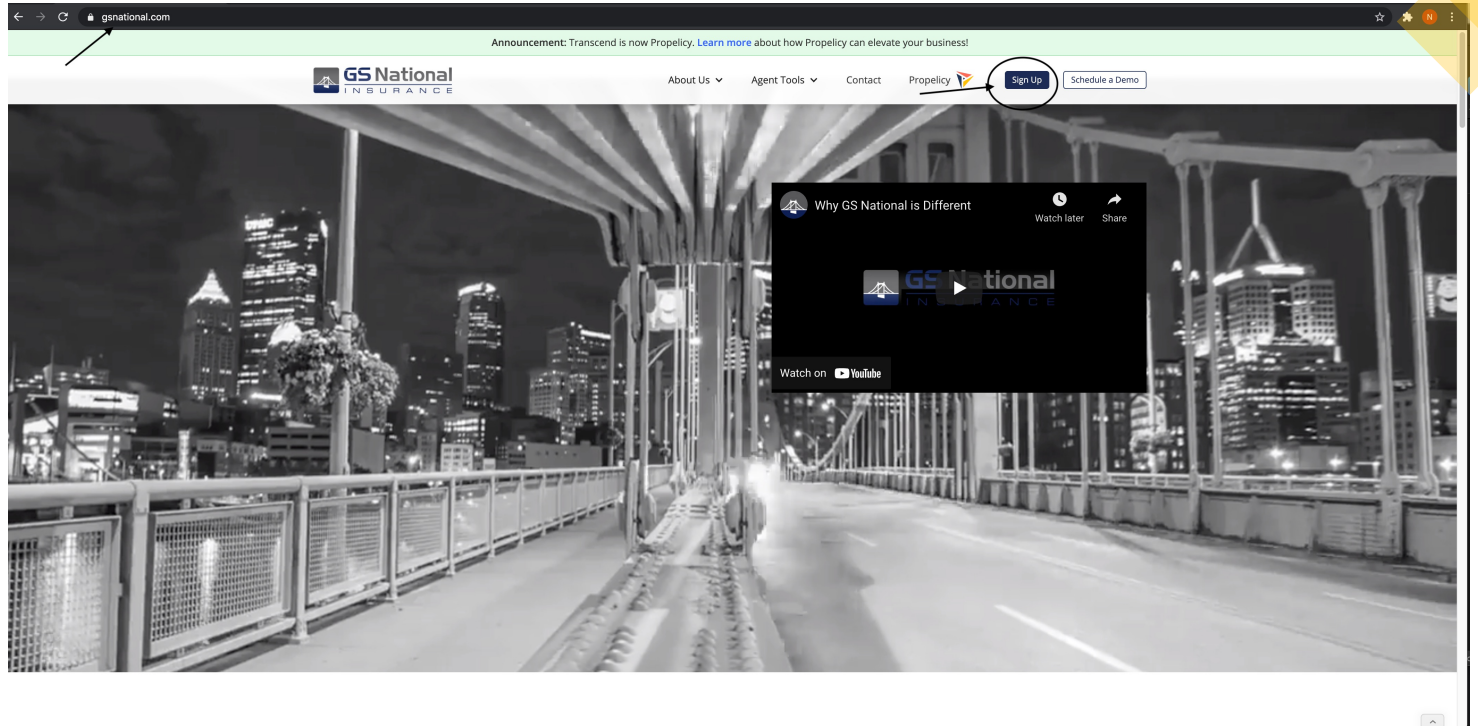 gsnational.com
N
Announcement: Transcend is now Propelicy. Learn more about how Propelicy can elevate your business!
GS National
INSURANCE
About Us
Agent Tools
Contact
Propelicy
Sign Up
Schedule a Demo
UPMC
Why GS National is Different
Watch later
Share
GS National
Watch on YouTube